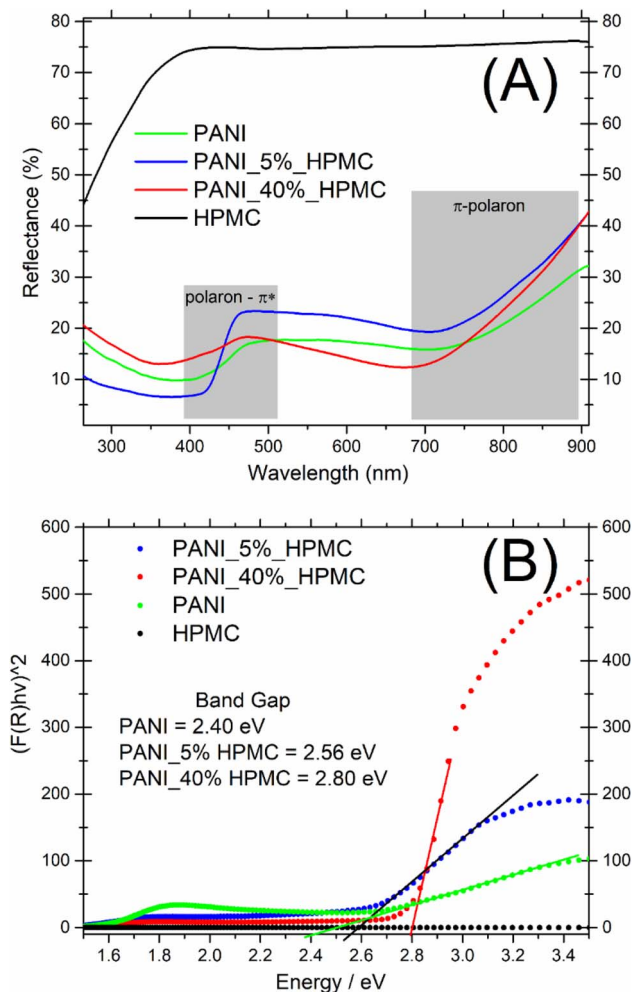 (A)
80
70
60
50
40
30
20
10
80
70
60
50
40
30
20
10
Reflectance (%)
PANI
PANI_5%_HPMC
PANI_40%_HPMC
HPMC
polaron - π*
π-polaron
300 400 500 600 700 800 900
Wavelength (nm)
(B)
600
500
400
300
200
100
0
600
500
400
300
200
100
0
(F(R)hv)^2
PANI_5%_HPMC
PANI_40%_HPMC
PANI
HPMC
Band Gap
PANI = 2.40 eV
PANI_5% HPMC = 2.56 eV
PANI_40% HPMC = 2.80 eV
1.6 1.8 2.0 2.2 2.4 2.6 2.8 3.0 3.2 3.4
Energy / eV